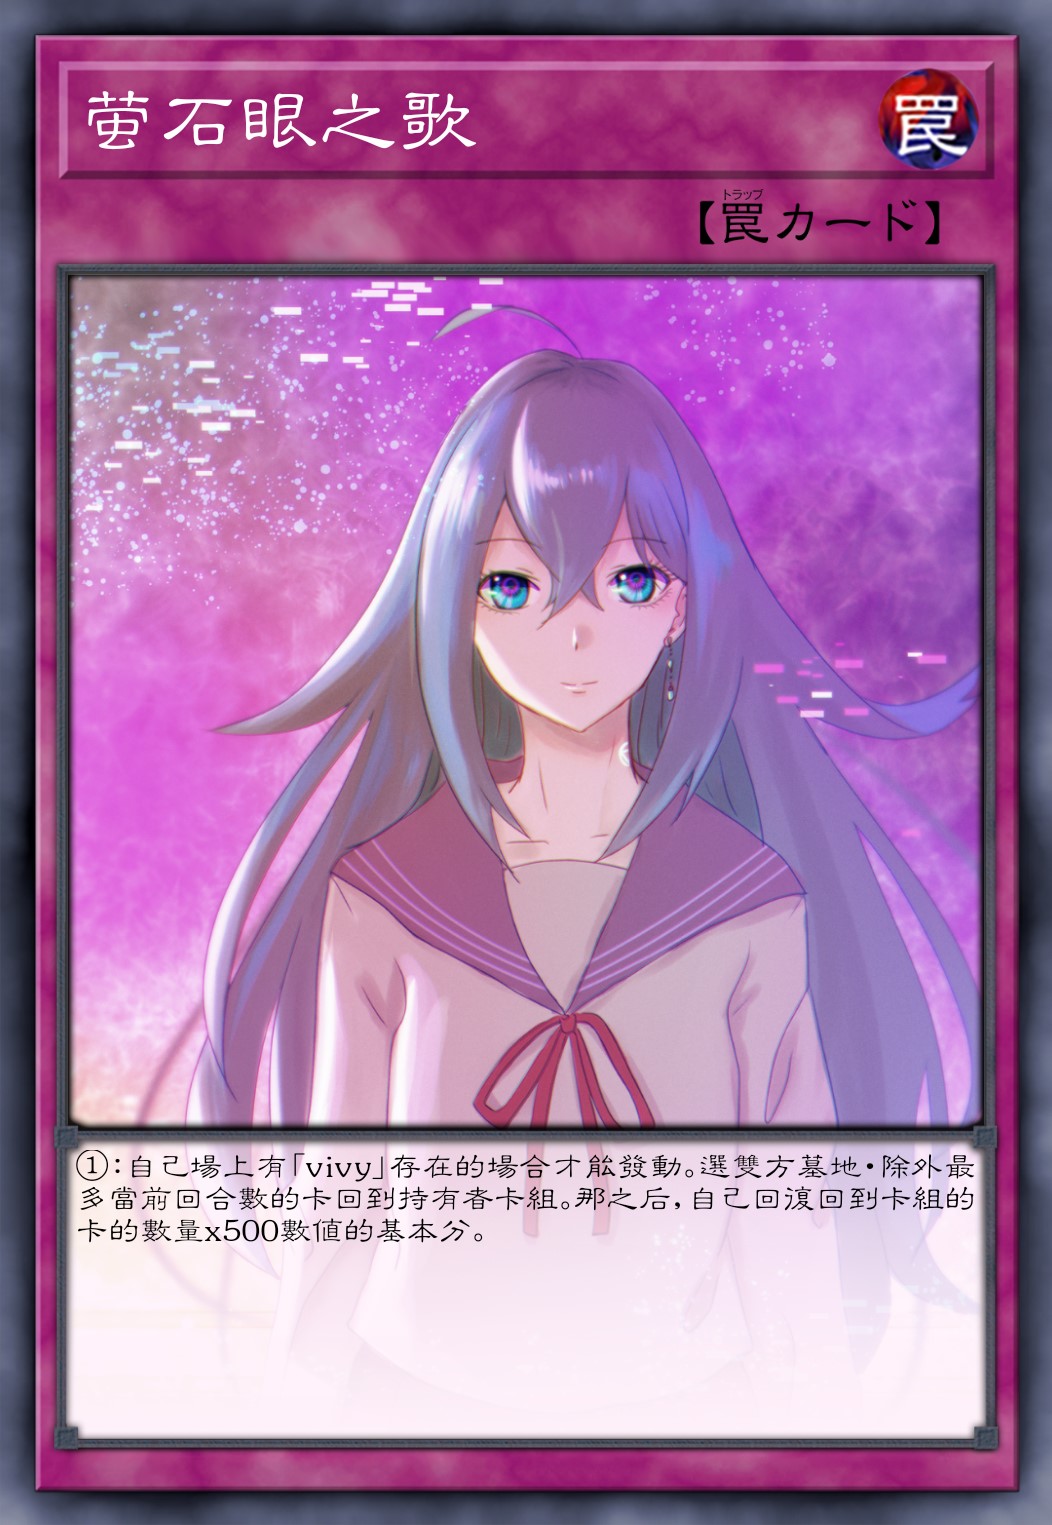 萤石眼之歌
罠
トラップ
【罠カード】
①:自己場上有「vivy」存在的場合才能發動。選雙方墓地・除外最
多當前回合數的卡回到持有者卡組。那之后,自己回復回到卡組的
卡的數量x500數値的基本分。